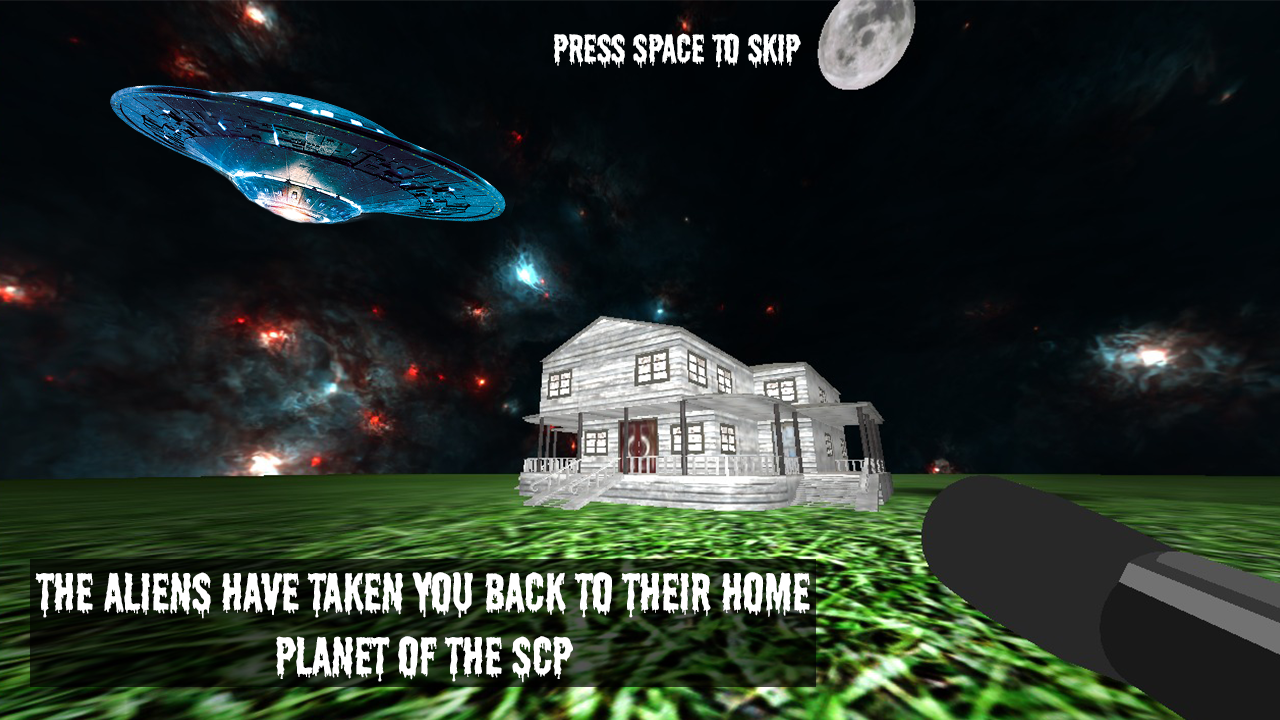 PRESS SPACE TO SKIP
THE ALIENS HAVE TAKEN YOU BACK TO THEIR HOME
PLANET OF THE SCP